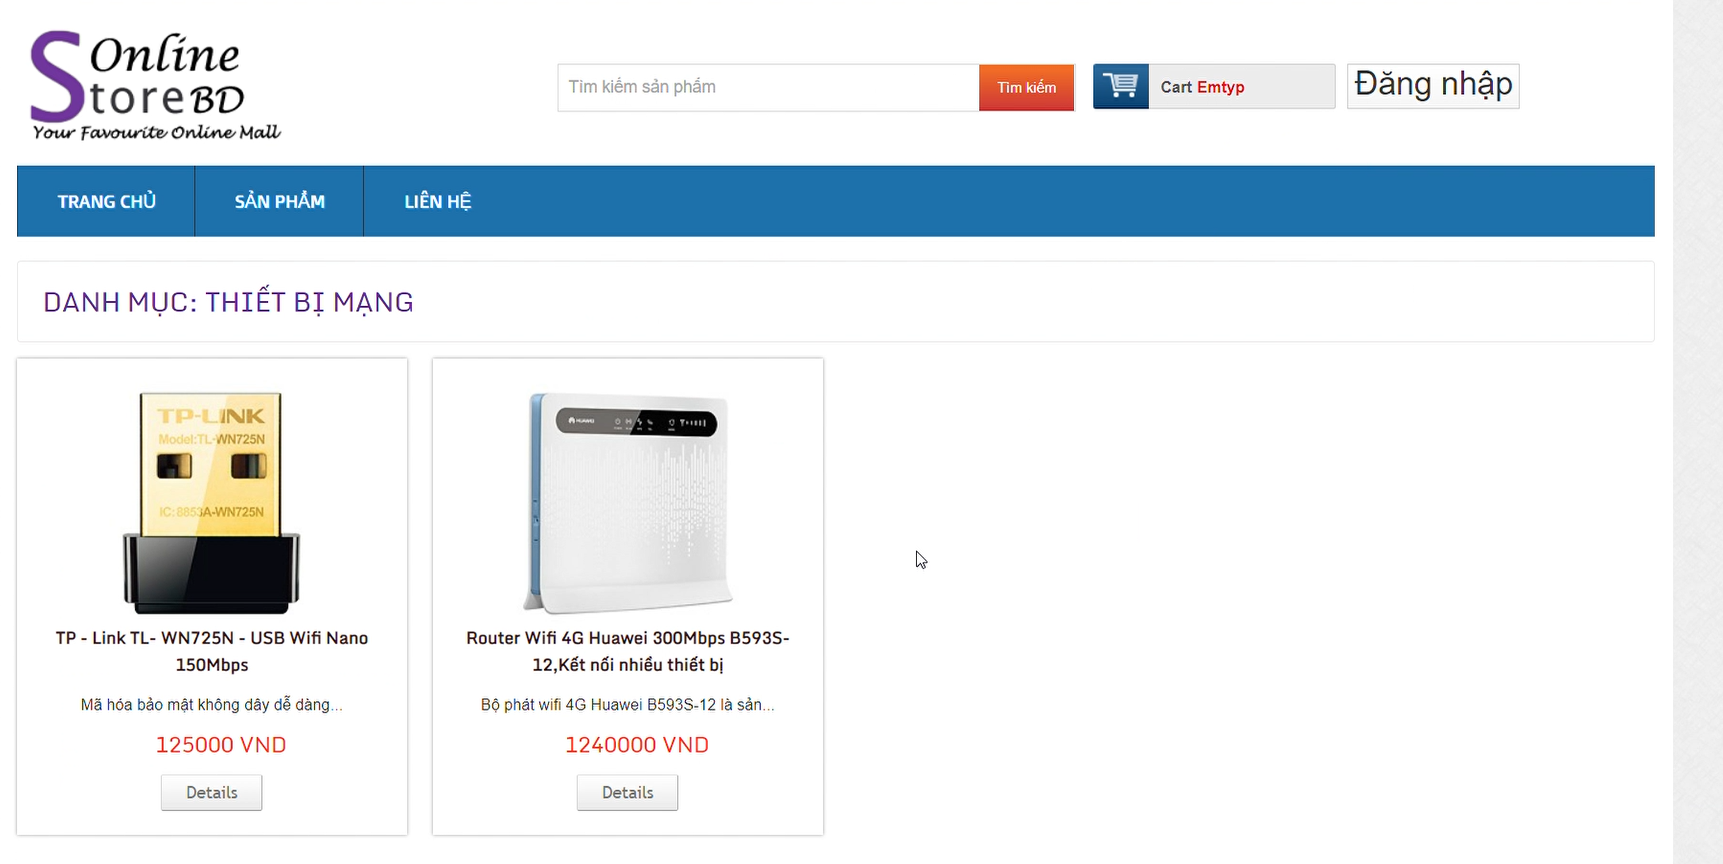 Online
Store BD
Your Favourite Online Mall
Tìm kiếm sản phẩm
Tìm kiếm
Cart Emtyp
Đăng nhập
TRANG CHỦ
SẢN PHẨM
LIÊN HỆ
DANH MỤC: THIẾT BỊ MẠNG
TP-LINK
Model:TL-WN725N
IC:8853A-WN725N
HUAWEI
TP - Link TL- WN725N - USB Wifi Nano
150Mbps
Mã hóa bảo mật không dây dễ dàng...
125000 VND
Details
Router Wifi 4G Huawei 300Mbps B593S-
12,Kết nối nhiều thiết bị
Bộ phát wifi 4G Huawei B593S-12 là sản...
1240000 VND
Details